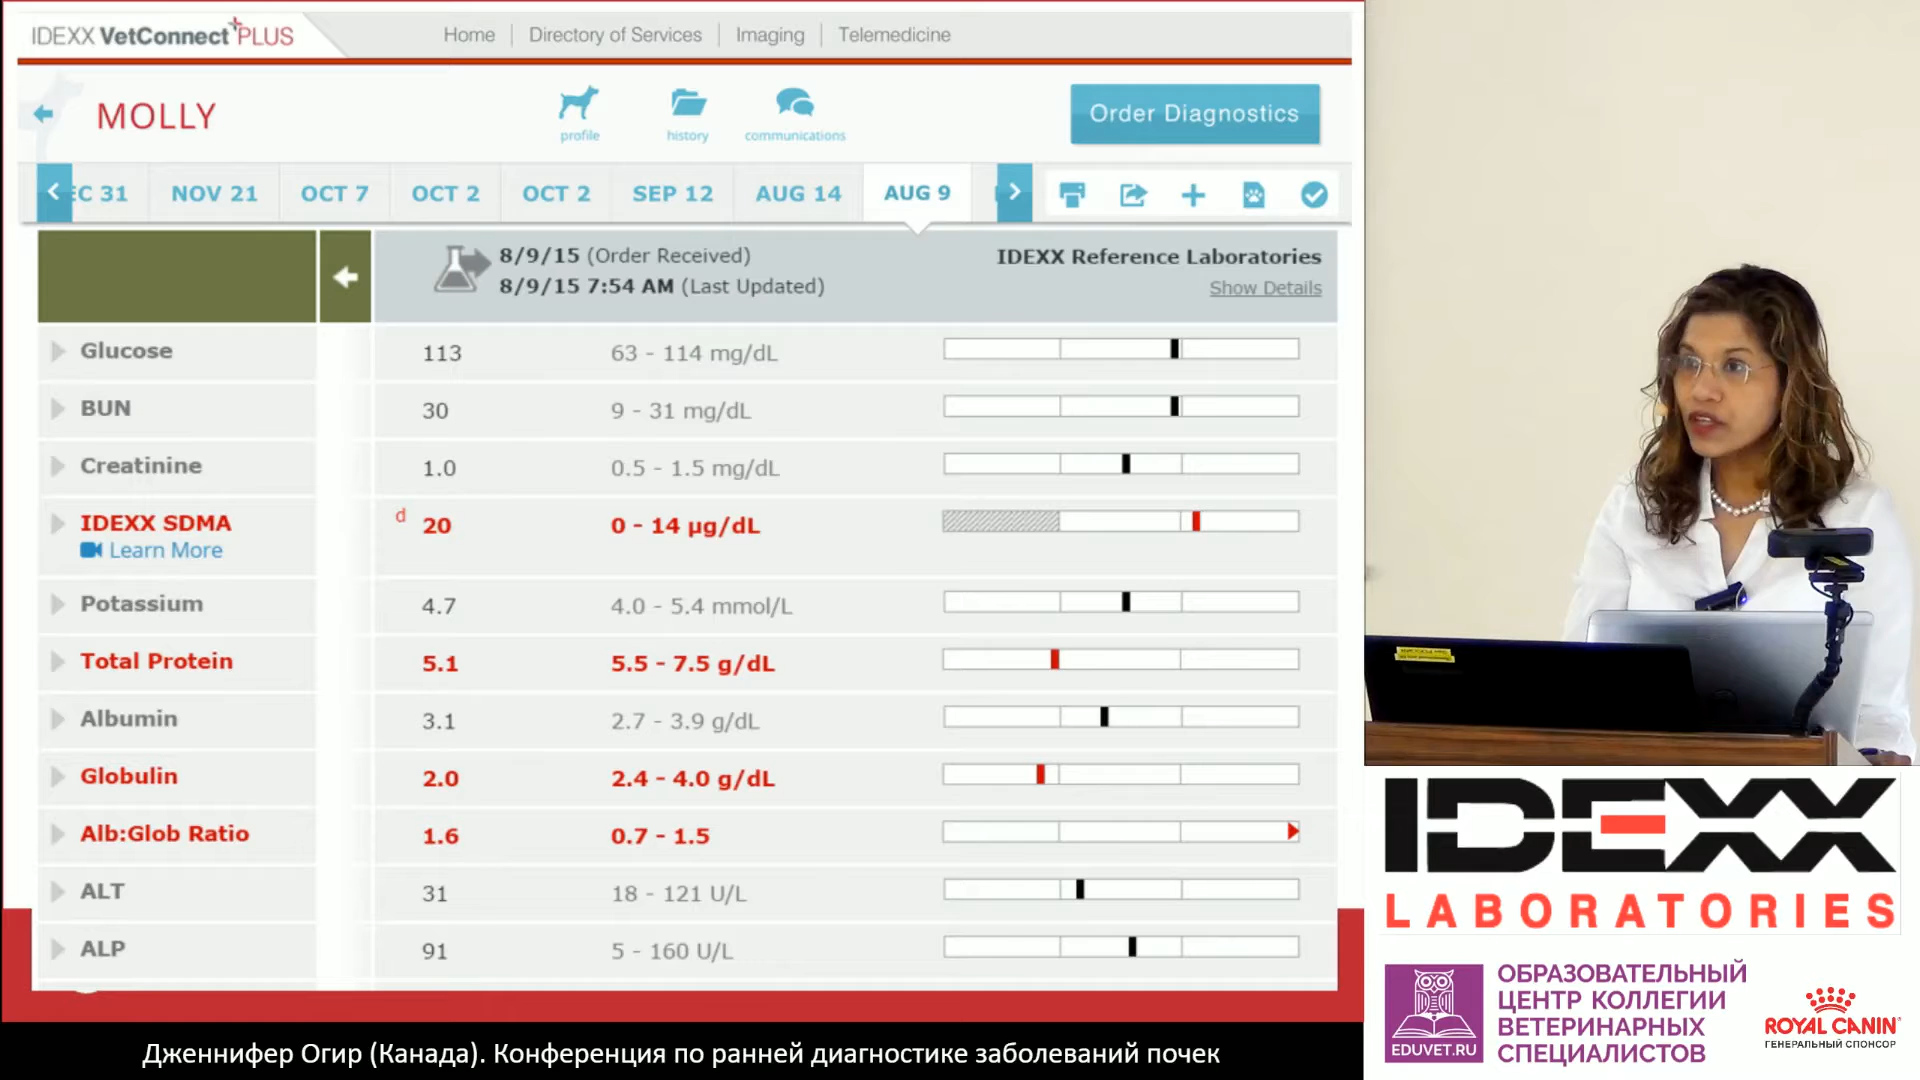 IDEXX VetConnect PLUS
Home
Directory of Services
Imaging
Telemedicine
MOLLY
profile
history
communications
Order Diagnostics
EC 31
NOV 21
OCT 7
OCT 2
OCT 2
SEP 12
AUG 14
AUG 9
8/9/15 (Order Received)
8/9/15 7:54 AM (Last Updated)
IDEXX Reference Laboratories
Show Details
Glucose 113 63 - 114 mg/dL
BUN 30 9 - 31 mg/dL
Creatinine 1.0 0.5 - 1.5 mg/dL
IDEXX SDMA d 20 0 - 14 µg/dL
Learn More
Potassium 4.7 4.0 - 5.4 mmol/L
Total Protein 5.1 5.5 - 7.5 g/dL
Albumin 3.1 2.7 - 3.9 g/dL
Globulin 2.0 2.4 - 4.0 g/dL
Alb:Glob Ratio 1.6 0.7 - 1.5
ALT 31 18 - 121 U/L
ALP 91 5 - 160 U/L
IDEXX
LABORATORIES
EDUVET.RU
ОБРАЗОВАТЕЛЬНЫЙ
ЦЕНТР КОЛЛЕГИИ
ВЕТЕРИНАРНЫХ
СПЕЦИАЛИСТОВ
ROYAL CANIN
ГЕНЕРАЛЬНЫЙ СПОНСОР
Дженнифер Огир (Канада). Конференция по ранней диагностике заболеваний почек